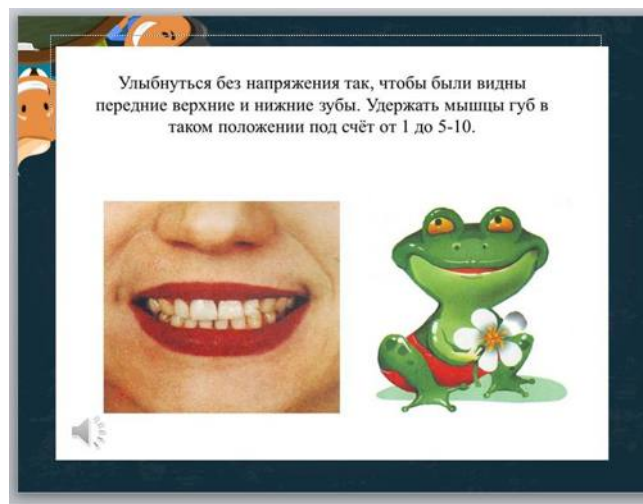 Улыбнуться без напряжения так, чтобы были видны
передние верхние и нижние зубы. Удержать мышцы губ в
таком положении под счёт от 1 до 5-10.